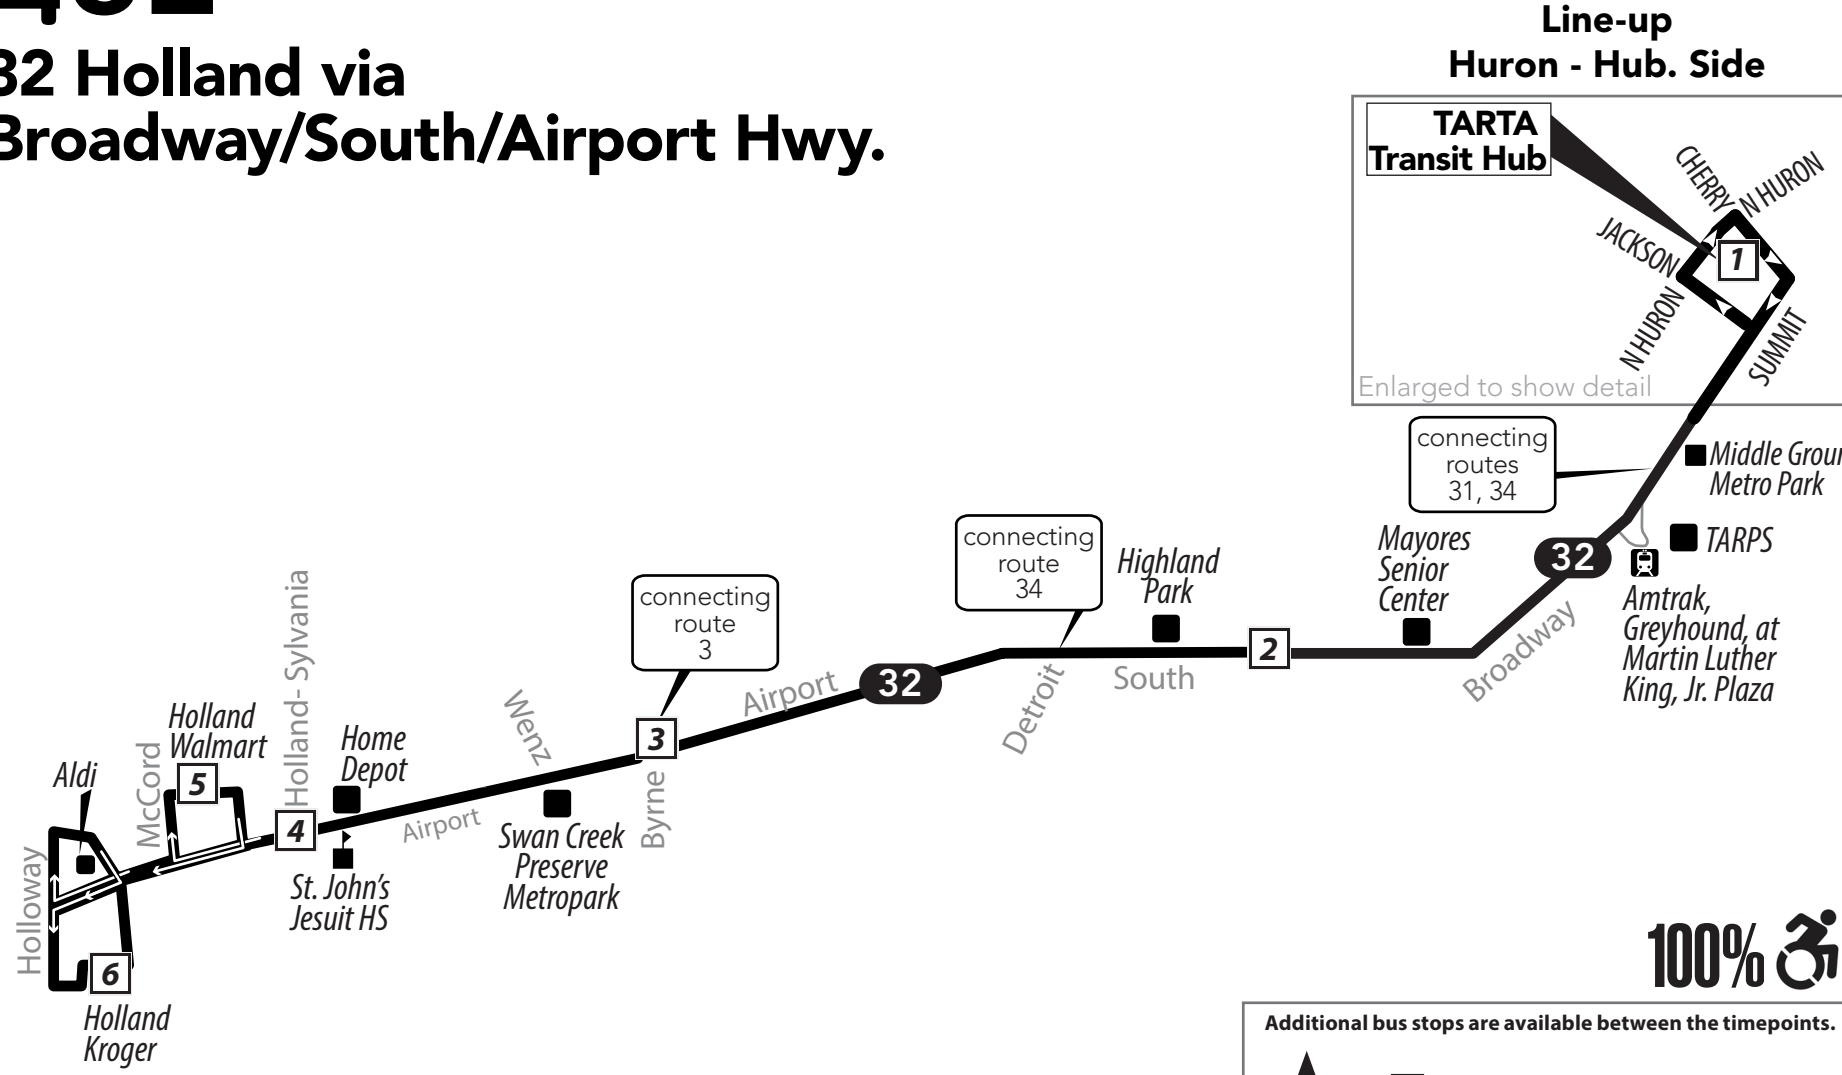 32 Holland via
Broadway/South/Airport Hwy.
Line-up
Huron - Hub. Side
TARTA
Transit Hub
CHERRY
N HURON
JACKSON
1
N HURON
SUMMIT
Enlarged to show detail
connecting
routes
31, 34
Middle
Metro Park
TARPS
32
Amtrak,
Greyhound, at
Martin Luther
King, Jr. Plaza
Broadway
Mayores
Senior
Center
2
Highland
Park
South
connecting
route
34
Detroit
32
Airport
connecting
route
3
3
Byrne
Wenz
Swan Creek
Preserve
Metropark
Airport
Home
Depot
St. John's
Jesuit HS
Holland- Sylvania
4
Holland
Walmart
5
McCord
Aldi
Holloway
6
Holland
Kroger
100%
Additional bus stops are available between the timepoints.